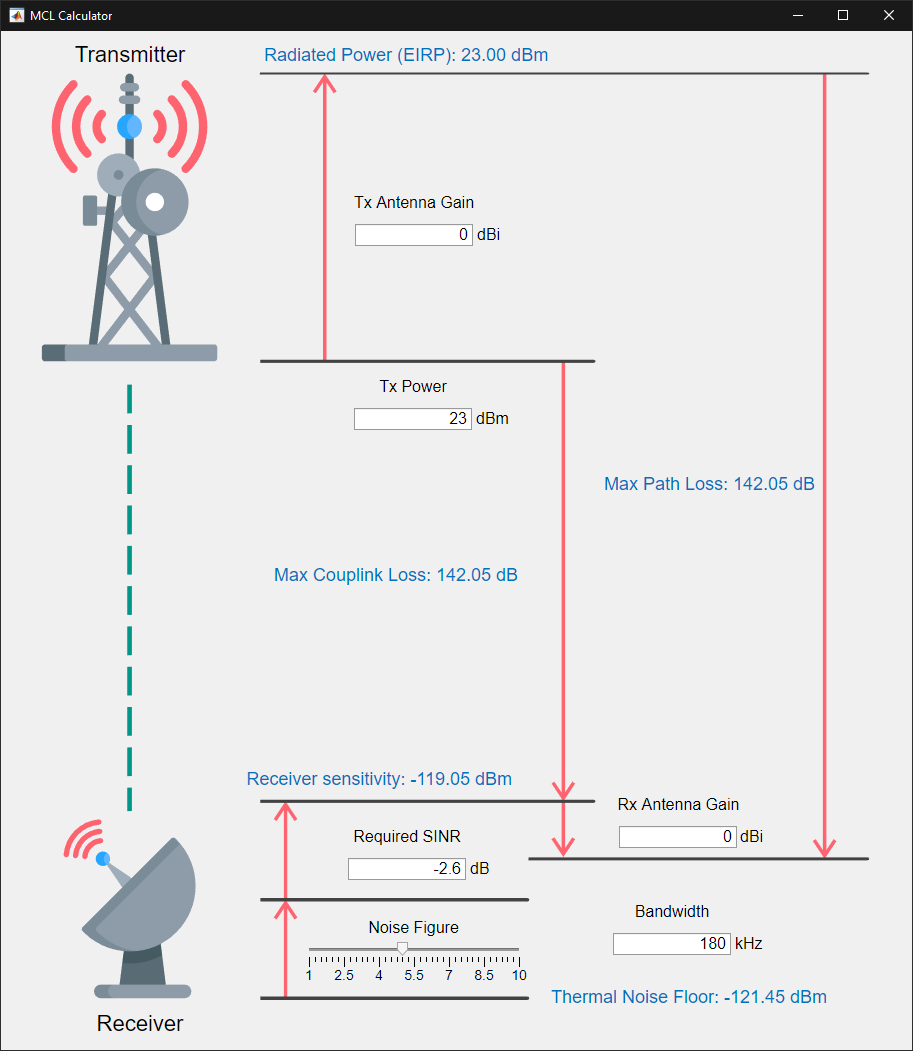 MCL Calculator
Transmitter
Radiated Power (EIRP): 23.00 dBm
Tx Antenna Gain
0 dBi
Tx Power
23 dBm
Max Path Loss: 142.05 dB
Max Couplink Loss: 142.05 dB
Receiver sensitivity: -119.05 dBm
Rx Antenna Gain
0 dBi
Required SINR
-2.6 dB
Bandwidth
180 kHz
Noise Figure
1 2.5 4 5.5 7 8.5 10
Thermal Noise Floor: -121.45 dBm
Receiver